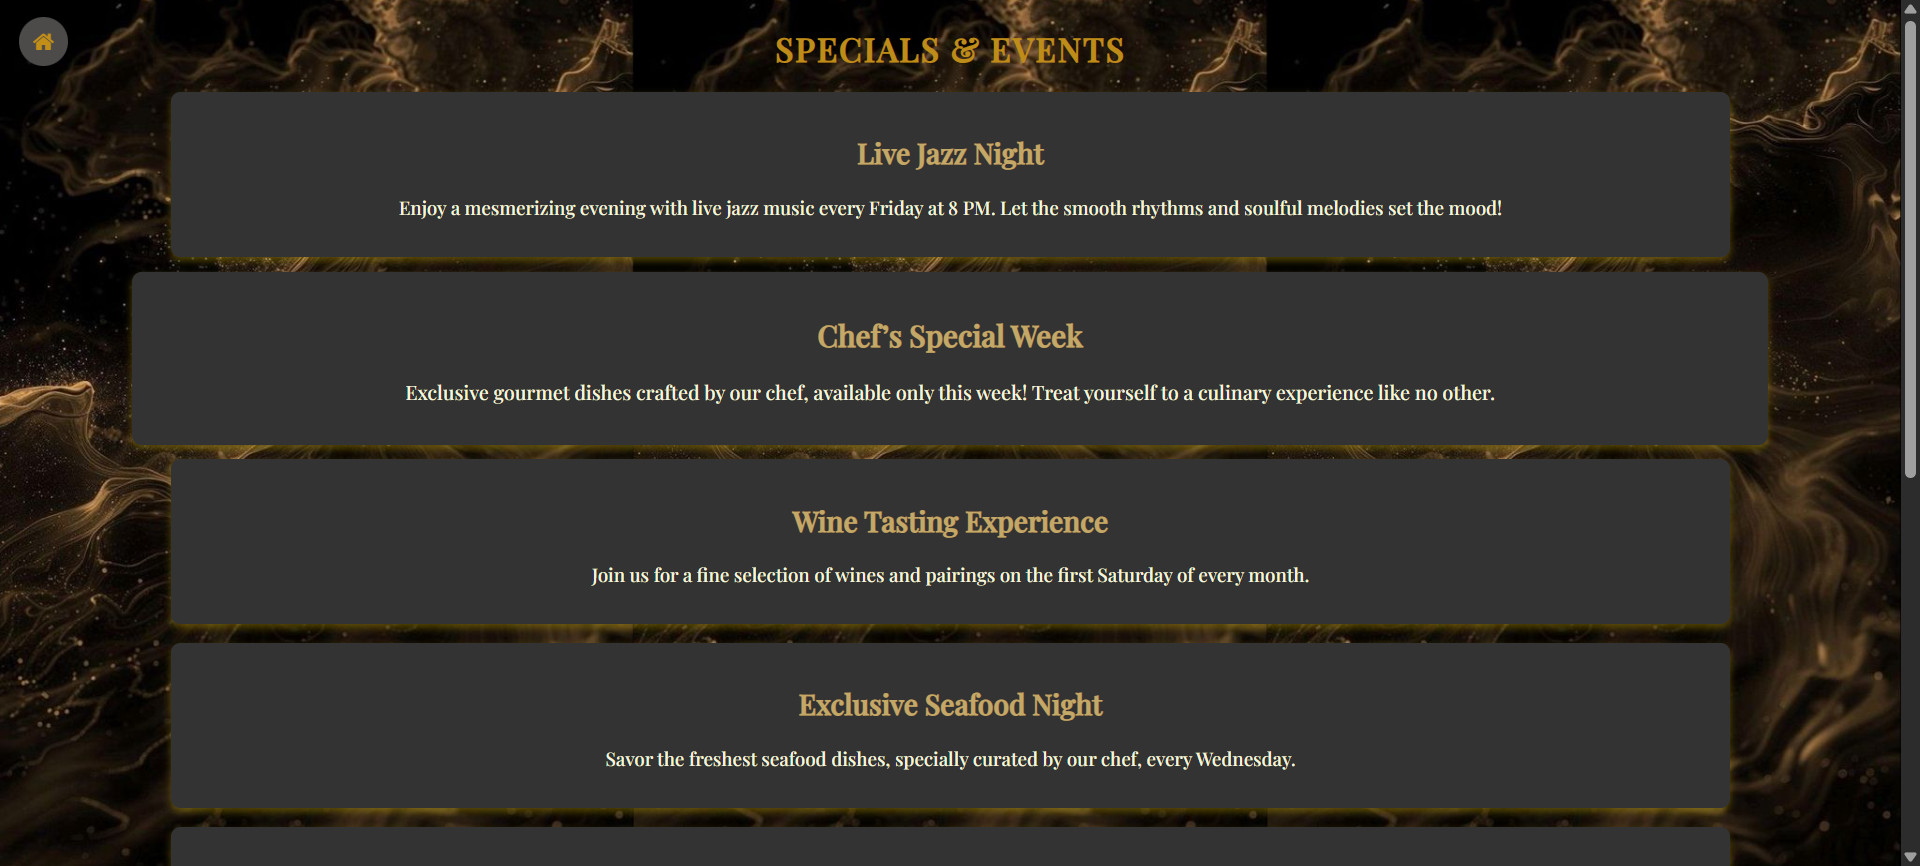 SPECIALS & EVENTS
Live Jazz Night
Enjoy a mesmerizing evening with live jazz music every Friday at 8 PM. Let the smooth rhythms and soulful melodies set the mood!
Chef’s Special Week
Exclusive gourmet dishes crafted by our chef, available only this week! Treat yourself to a culinary experience like no other.
Wine Tasting Experience
Join us for a fine selection of wines and pairings on the first Saturday of every month.
Exclusive Seafood Night
Savor the freshest seafood dishes, specially curated by our chef, every Wednesday.